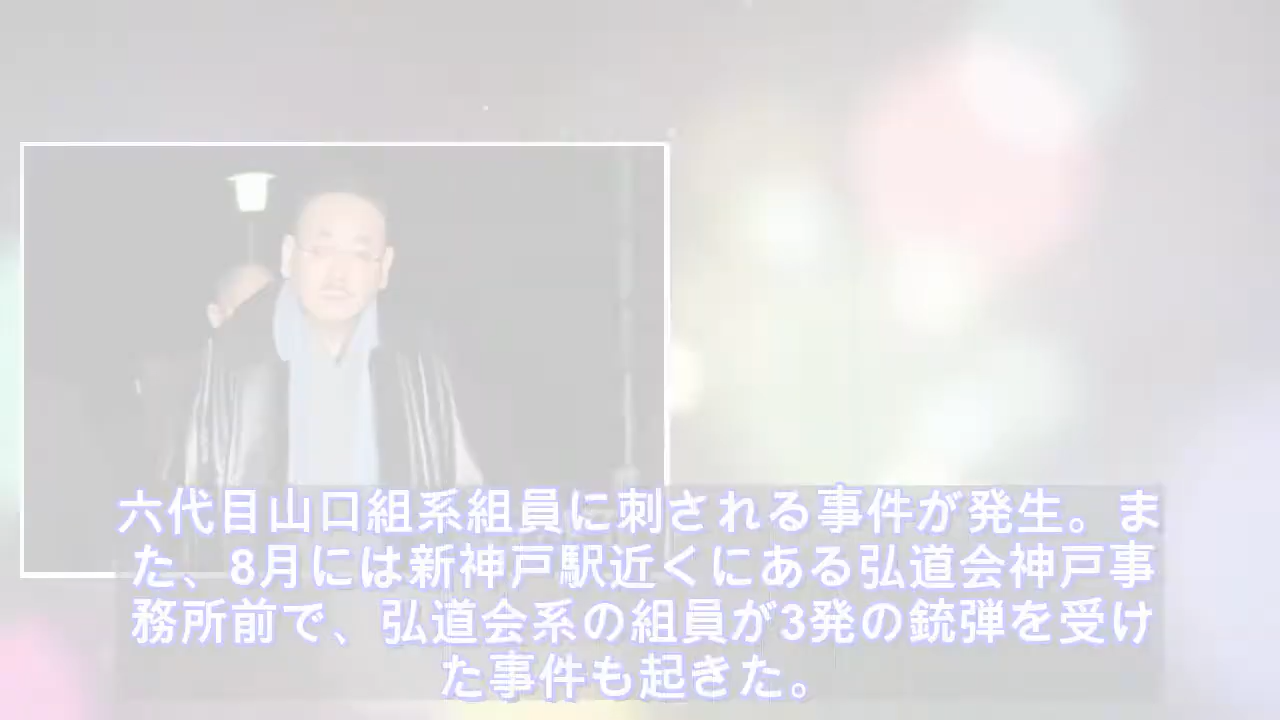 六代目山口組系組員に刺される事件が発生。ま
た、8月には新神戸駅近くにある弘道会神戸事
務所前で、弘道会系の組員が3発の銃弾を受け
た事件も起きた。